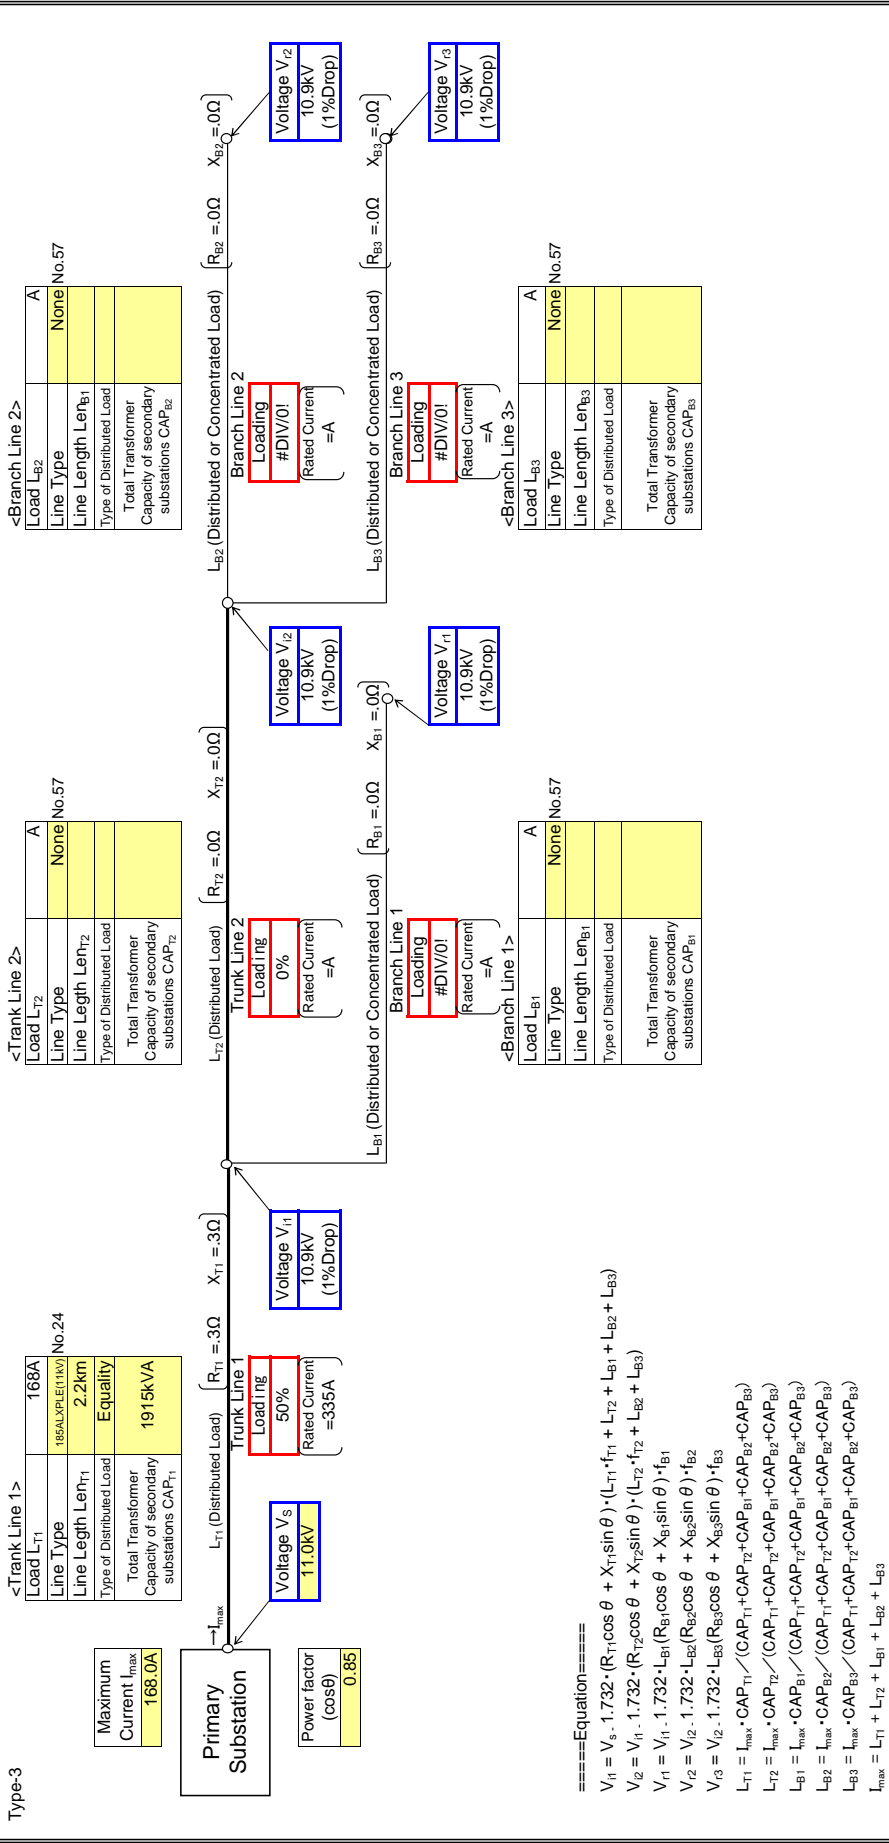 Type-3
<Trank Line 1>
Load L_T1 168A
Line Type 185ALXPLE(11kV) No.24
Line Legth Len_T1 2.2km
Type of Distributed Load Equality
Total Transformer
Capacity of secondary
substations CAP_T1
1915kVA
<Trank Line 2>
Load L_T2 A
Line Type None No.57
Line Legth Len_T2
Type of Distributed Load
Total Transformer
Capacity of secondary
substations CAP_T2
<Branch Line 2>
Load L_B2 A
Line Type None No.57
Line Length Len_B1
Type of Distributed Load
Total Transformer
Capacity of secondary
substations CAP_B2
Maximum
Current I_max
168.0A
Primary
Substation
→I_max
Power factor
(cosθ)
0.85
Voltage V_S
11.0kV
L_T1 (Distributed Load)
R_T1 =.3Ω X_T1 =.3Ω
Trunk Line 1
Loading
50%
Rated Current
=335A
Voltage V_i1
10.9kV
(1%Drop)
L_T2 (Distributed Load)
R_T2 =.0Ω X_T2 =.0Ω
Trunk Line 2
Loading
0%
Rated Current
=A
Voltage V_i2
10.9kV
(1%Drop)
L_B2 (Distributed or Concentrated Load)
R_B2 =.0Ω X_B2 =.0Ω
Branch Line 2
Loading
#DIV/0!
Rated Current
=A
Voltage V_r2
10.9kV
(1%Drop)
L_B1 (Distributed or Concentrated Load)
R_B1 =.0Ω X_B1 =.0Ω
Branch Line 1
Loading
#DIV/0!
Rated Current
=A
Voltage V_r1
10.9kV
(1%Drop)
L_B3 (Distributed or Concentrated Load)
R_B3 =.0Ω X_B3 =.0Ω
Branch Line 3
Loading
#DIV/0!
Rated Current
=A
Voltage V_r3
10.9kV
(1%Drop)
<Branch Line 1>
Load L_B1 A
Line Type None No.57
Line Length Len_B1
Type of Distributed Load
Total Transformer
Capacity of secondary
substations CAP_B1
<Branch Line 3>
Load L_B3 A
Line Type None No.57
Line Length Len_B3
Type of Distributed Load
Total Transformer
Capacity of secondary
substations CAP_B3
=====Equation=====
V_i1 = V_s - 1.732・(R_T1cosθ + X_T1sinθ)・(L_T1・f_T1 + L_T2 + L_B1 + L_B2 + L_B3)
V_i2 = V_i1 - 1.732・(R_T2cosθ + X_T2sinθ)・(L_T2・f_T2 + L_B2 + L_B3)
V_r1 = V_i1 - 1.732・L_B1(R_B1cosθ + X_B1sinθ)・f_B1
V_r2 = V_i2 - 1.732・L_B2(R_B2cosθ + X_B2sinθ)・f_B2
V_r3 = V_i2 - 1.732・L_B3(R_B3cosθ + X_B3sinθ)・f_B3
L_T1 = I_max・CAP_T1／(CAP_T1+CAP_T2+CAP_B1+CAP_B2+CAP_B3)
L_T2 = I_max・CAP_T2／(CAP_T1+CAP_T2+CAP_B1+CAP_B2+CAP_B3)
L_B1 = I_max・CAP_B1／(CAP_T1+CAP_T2+CAP_B1+CAP_B2+CAP_B3)
L_B2 = I_max・CAP_B2／(CAP_T1+CAP_T2+CAP_B1+CAP_B2+CAP_B3)
L_B3 = I_max・CAP_B3／(CAP_T1+CAP_T2+CAP_B1+CAP_B2+CAP_B3)
I_max = L_T1 + L_T2 + L_B1 + L_B2 + L_B3